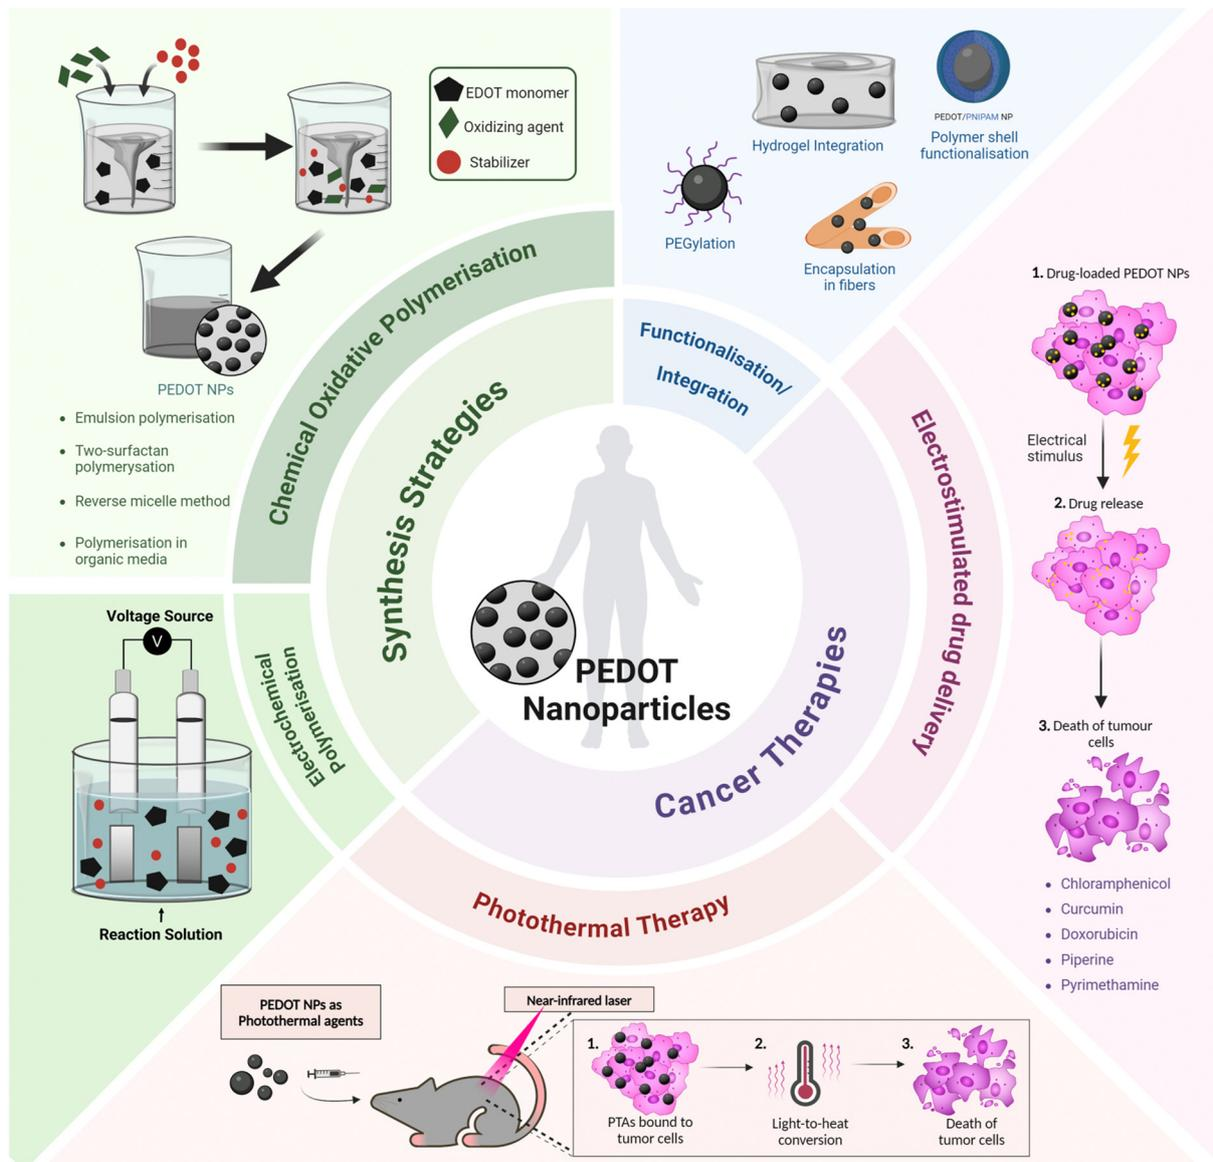 EDOT monomer
Oxidizing agent
Stabilizer
PEDOT NPs
• Emulsion polymerisation
• Two-surfactan
polymerysation
• Reverse micelle method
• Polymerisation in
organic media
Chemical Oxidative Polymerisation
Synthesis Strategies
Electrochemical
Polymerisation
Voltage Source
V
Reaction Solution
Hydrogel Integration
PEDOT/PNIPAM NP
Polymer shell
functionalisation
PEGylation
Encapsulation
in fibers
Functionalisation/
Integration
PEDOT
Nanoparticles
Cancer Therapies
Electrostimulated drug delivery
1. Drug-loaded PEDOT NPs
Electrical
stimulus
2. Drug release
3. Death of tumour
cells
• Chloramphenicol
• Curcumin
• Doxorubicin
• Piperine
• Pyrimethamine
Photothermal Therapy
PEDOT NPs as
Photothermal agents
Near-infrared laser
1.
PTAs bound to
tumor cells
2.
Light-to-heat
conversion
3.
Death of
tumor cells